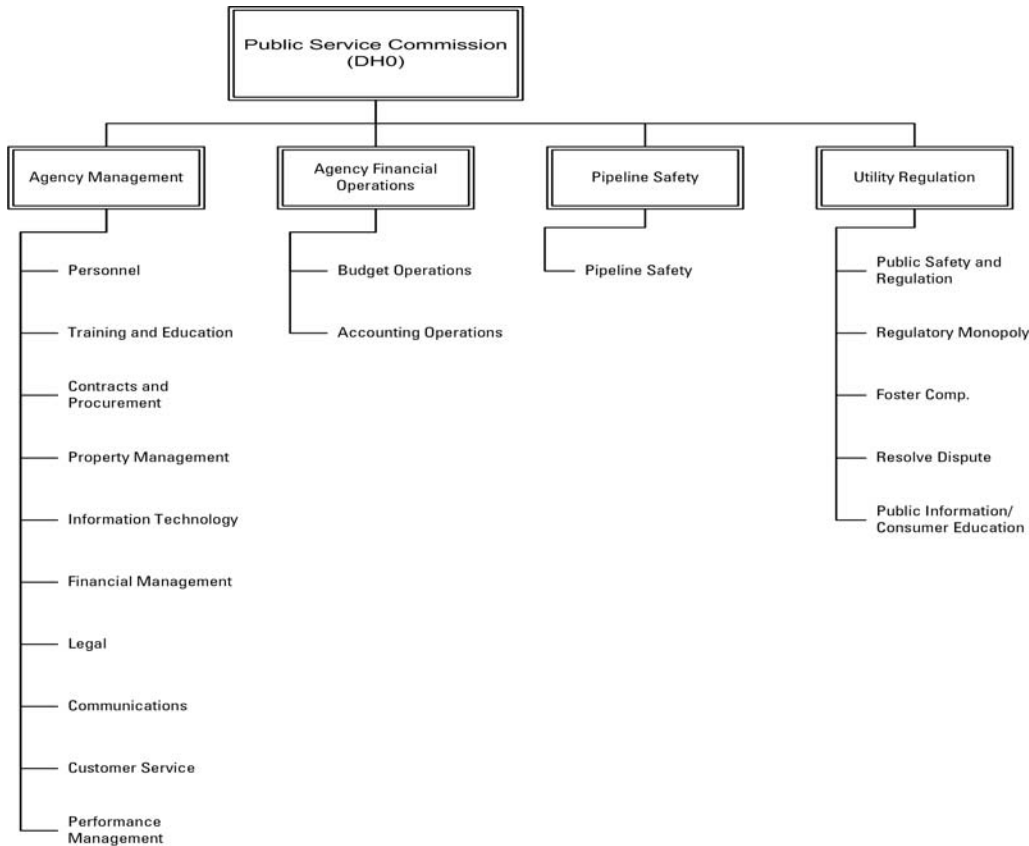 Public Service Commission
(DH0)
Agency Management
Agency Financial
Operations
Pipeline Safety
Utility Regulation
Personnel
Training and Education
Contracts and
Procurement
Property Management
Information Technology
Financial Management
Legal
Communications
Customer Service
Performance
Management
Budget Operations
Accounting Operations
Pipeline Safety
Public Safety and
Regulation
Regulatory Monopoly
Foster Comp.
Resolve Dispute
Public Information/
Consumer Education